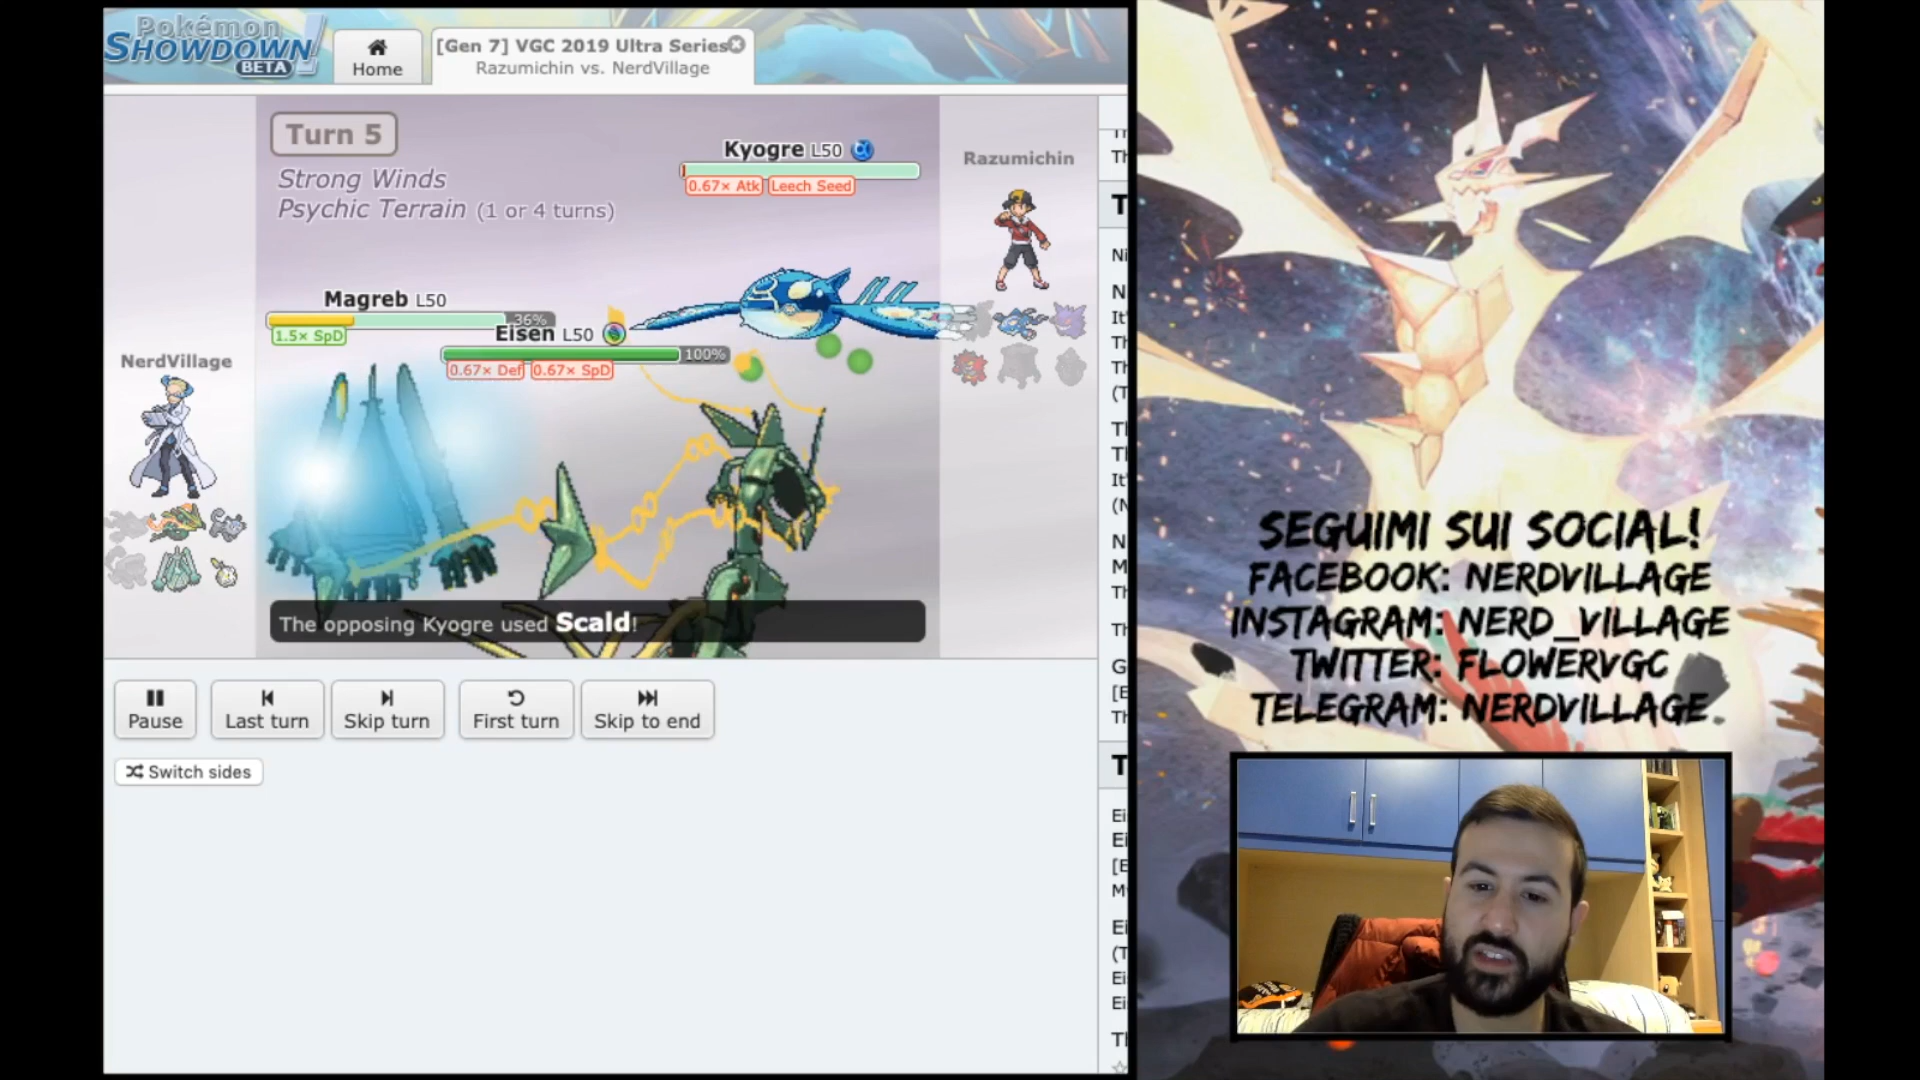 Pokémon
SHOWDOWN
BETA
Home
[Gen 7] VGC 2019 Ultra Series
Razumichin vs. NerdVillage
Turn 5
Strong Winds
Psychic Terrain (1 or 4 turns)
Kyogre L50
0.67× Atk Leech Seed
Razumichin
Magreb L50
36%
1.5× SpD
Eisen L50
100%
0.67× Def 0.67× SpD
NerdVillage
The opposing Kyogre used Scald!
Pause
Last turn
Skip turn
First turn
Skip to end
Switch sides
SEGUIMI SUI SOCIAL!
FACEBOOK: NERDVILLAGE
INSTAGRAM: NERD_VILLAGE
TWITTER: FLOWERVGC
TELEGRAM: NERDVILLAGE